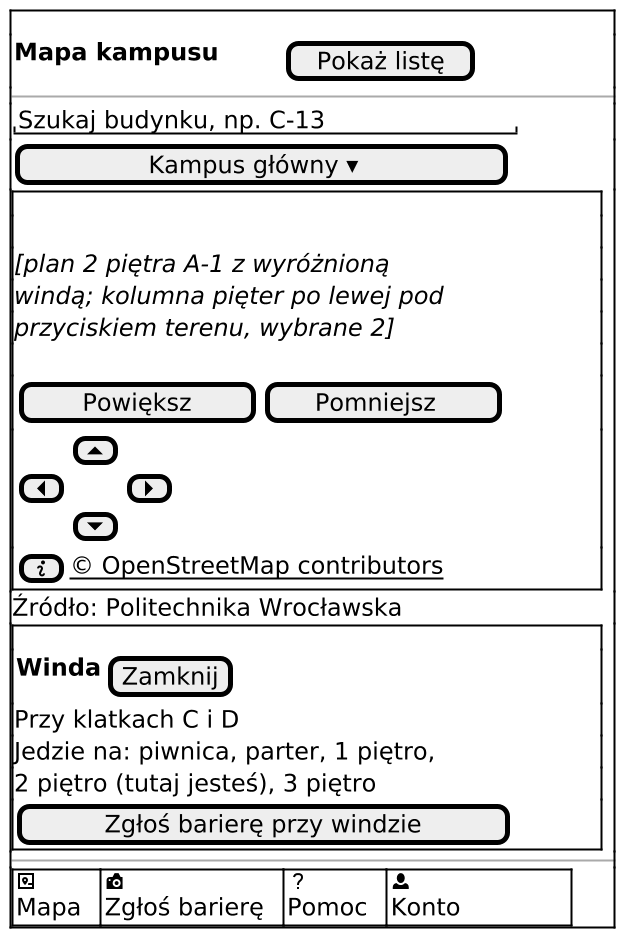 Mapa kampusu
Pokaż listę
Szukaj budynku, np. C-13
Kampus główny ▾
[plan 2 piętra A-1 z wyróżnioną
windą; kolumna pięter po lewej pod
przyciskiem terenu, wybrane 2]
Powiększ
Pomniejsz
i © OpenStreetMap contributors
Źródło: Politechnika Wrocławska
Winda Zamknij
Przy klatkach C i D
Jedzie na: piwnica, parter, 1 piętro,
2 piętro (tutaj jesteś), 3 piętro
Zgłoś barierę przy windzie
?
Mapa
Zgłoś barierę
Pomoc
Konto